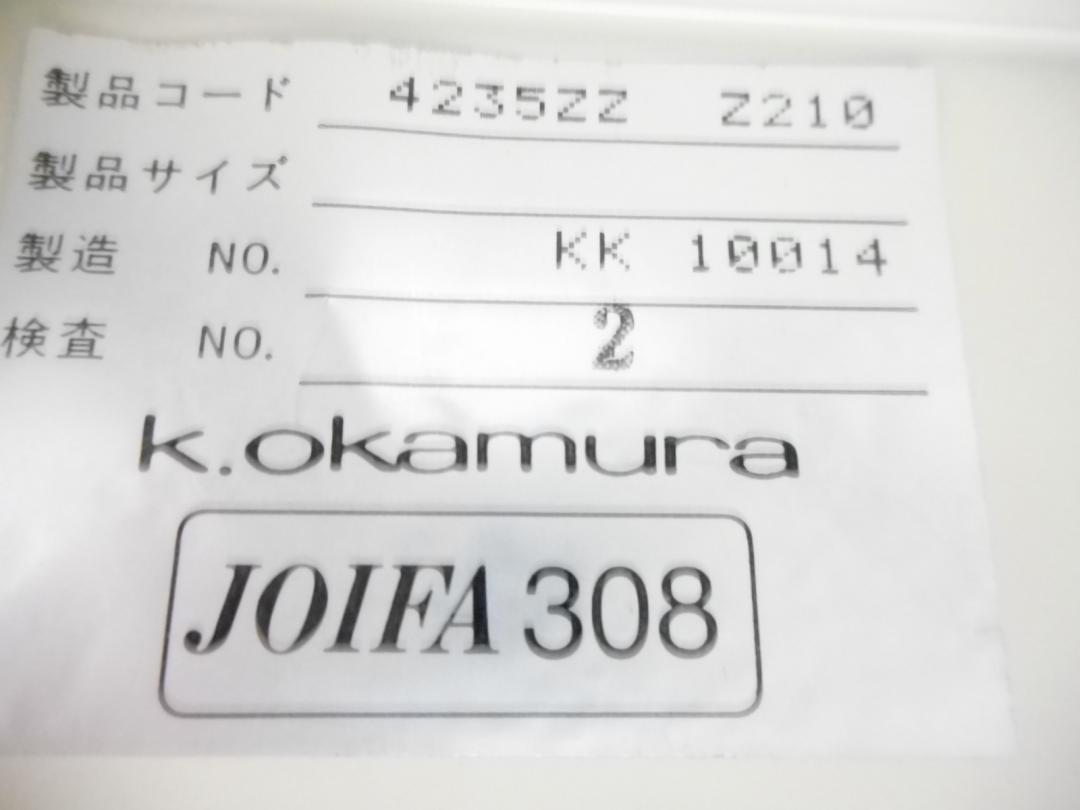 製品コード 4235ZZ Z210
製品サイズ
製造 NO. KK 10014
検査 NO. 2
k.okamura
JOIFA 308